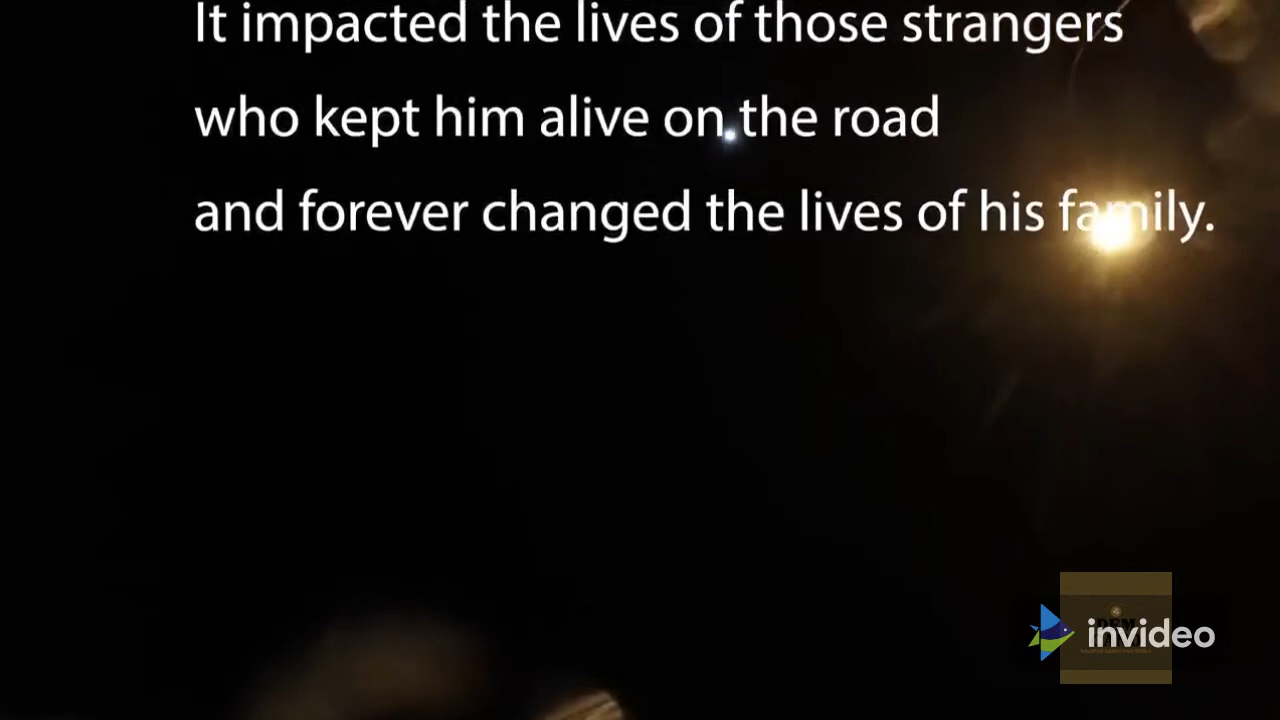 It impacted the lives of those strangers
who kept him alive on the road
and forever changed the lives of his family.
invideo